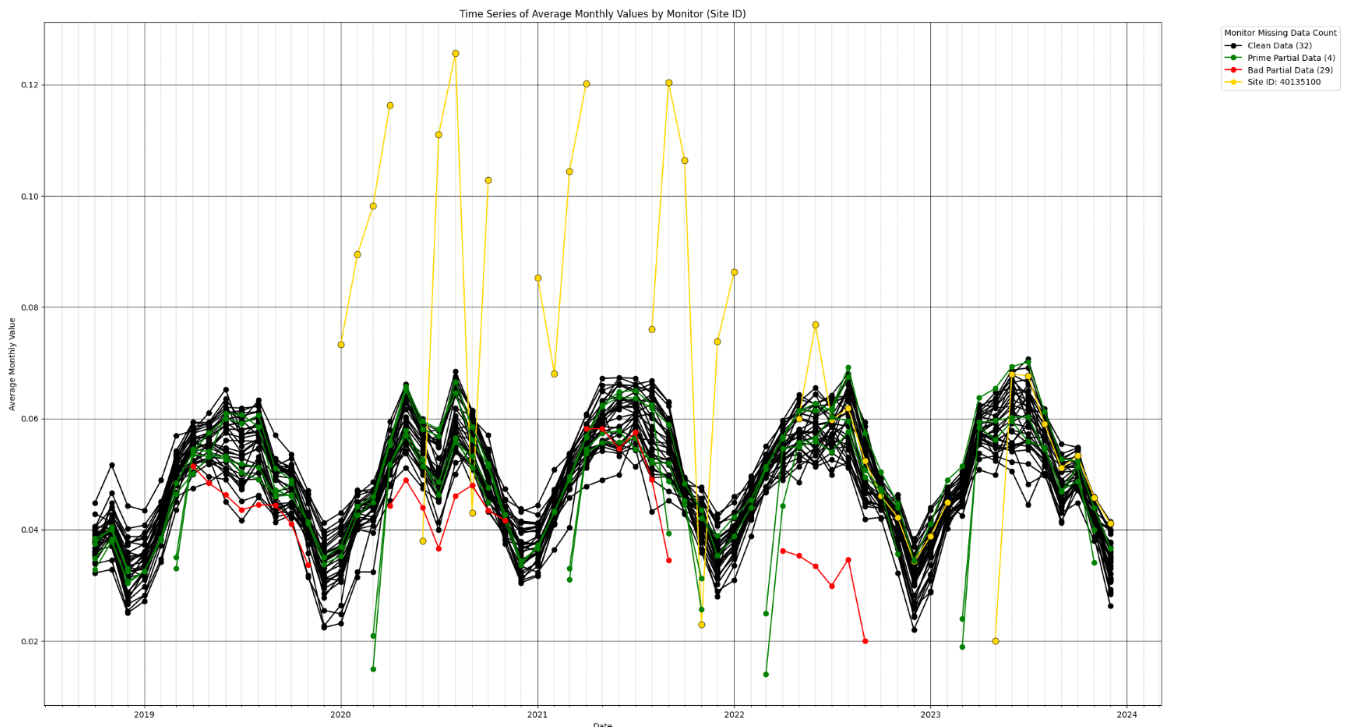 Time Series of Average Monthly Values by Monitor (Site ID)
Monitor Missing Data Count
Clean Data (32)
Prime Partial Data (4)
Bad Partial Data (29)
Site ID: 40135100
Average Monthly Value
0.12
0.10
0.08
0.06
0.04
0.02
2019 2020 2021 2022 2023 2024
Date